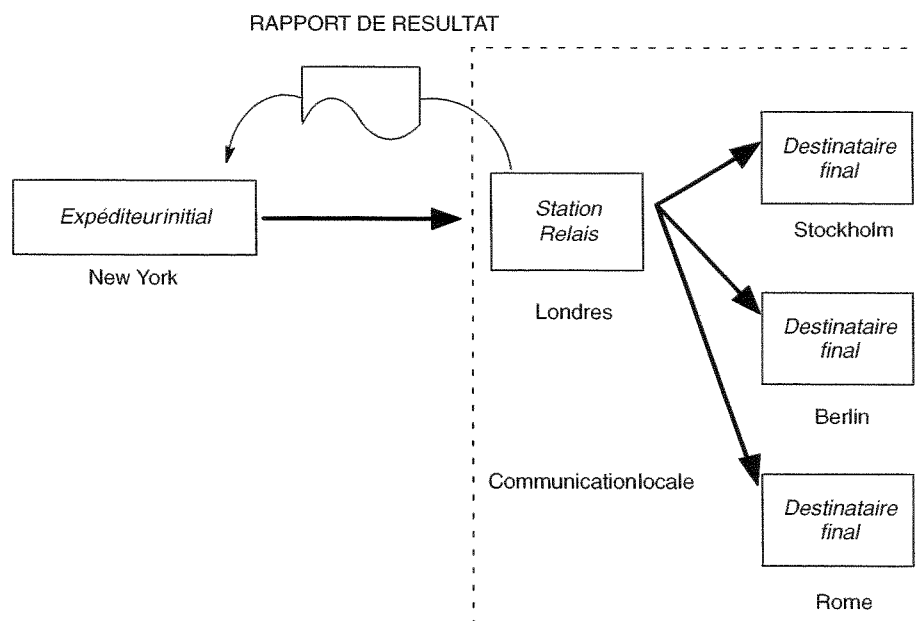 RAPPORT DE RESULTAT
Expéditeurinitial
New York
Station
Relais
Londres
Destinataire
final
Stockholm
Destinataire
final
Berlin
Communicationlocale
Destinataire
final
Rome